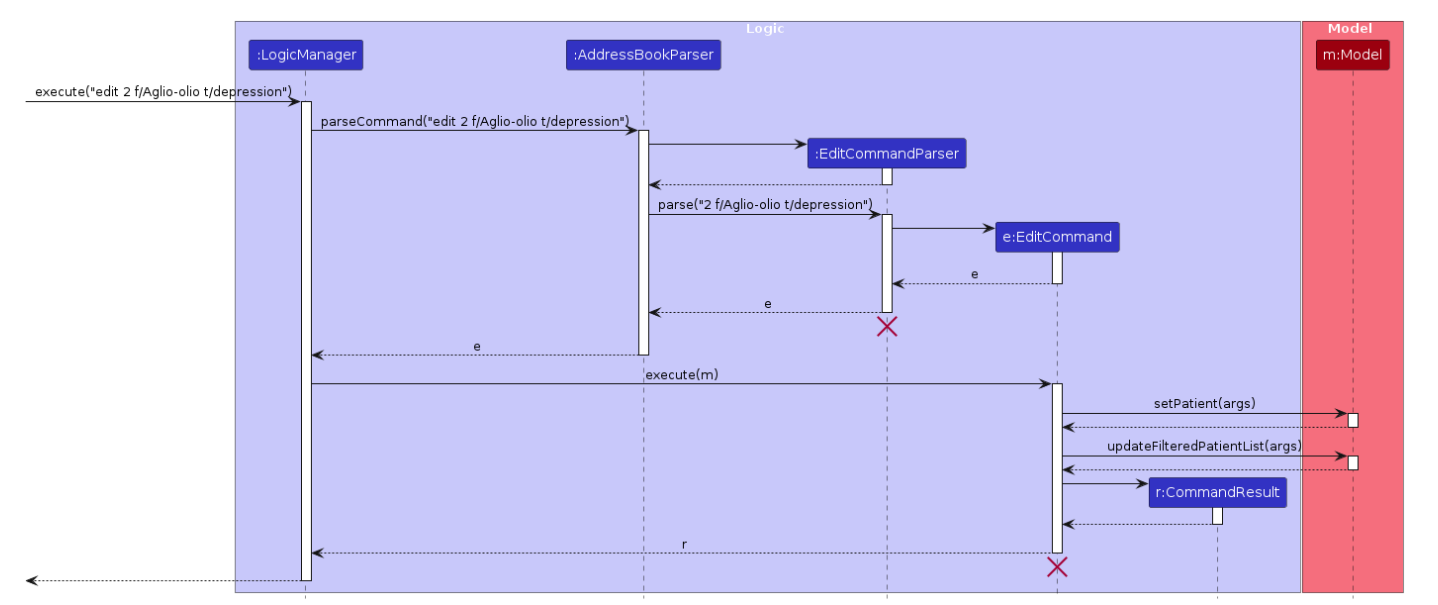 Logic
Model
:LogicManager
:AddressBookParser
m:Model
execute("edit 2 f/Aglio-olio t/depression")
parseCommand("edit 2 f/Aglio-olio t/depression")
:EditCommandParser
parse("2 f/Aglio-olio t/depression")
e:EditCommand
e
e
e
execute(m)
setPatient(args)
updateFilteredPatientList(args)
r:CommandResult
r